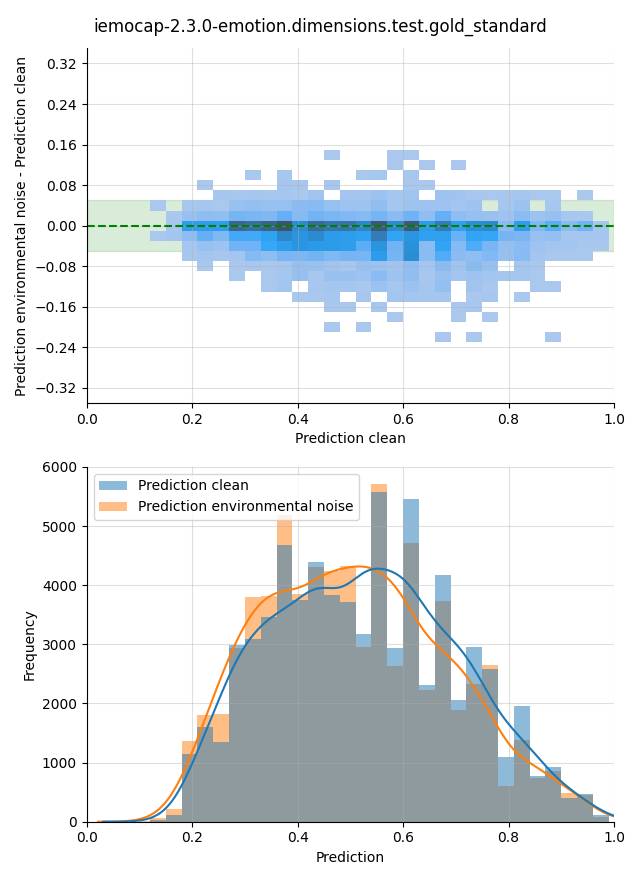 iemocap-2.3.0-emotion.dimensions.test.gold_standard
Prediction environmental noise - Prediction clean
0.32
0.24
0.16
0.08
0.00
−0.08
−0.16
−0.24
−0.32
0.0 0.2 0.4 0.6 0.8 1.0
Prediction clean
Frequency
6000
5000
4000
3000
2000
1000
0
Prediction clean
Prediction environmental noise
0.0 0.2 0.4 0.6 0.8 1.0
Prediction